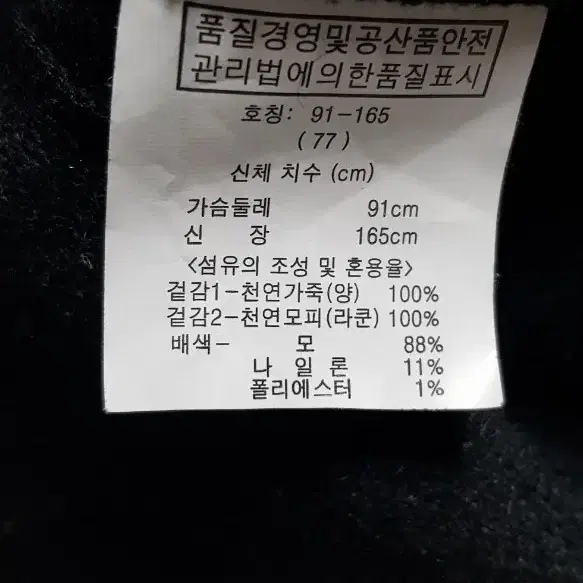 품질경영및공산품안전
관리법에의한품질표시
호칭: 91-165
(77)
신체 치수 (cm)
가슴둘레 91cm
신 장 165cm
<섬유의 조성 및 혼용율>
겉감1-천연가죽(양) 100%
겉감2-천연모피(라쿤) 100%
배색- 모 88%
나 일 론 11%
폴리에스터 1%